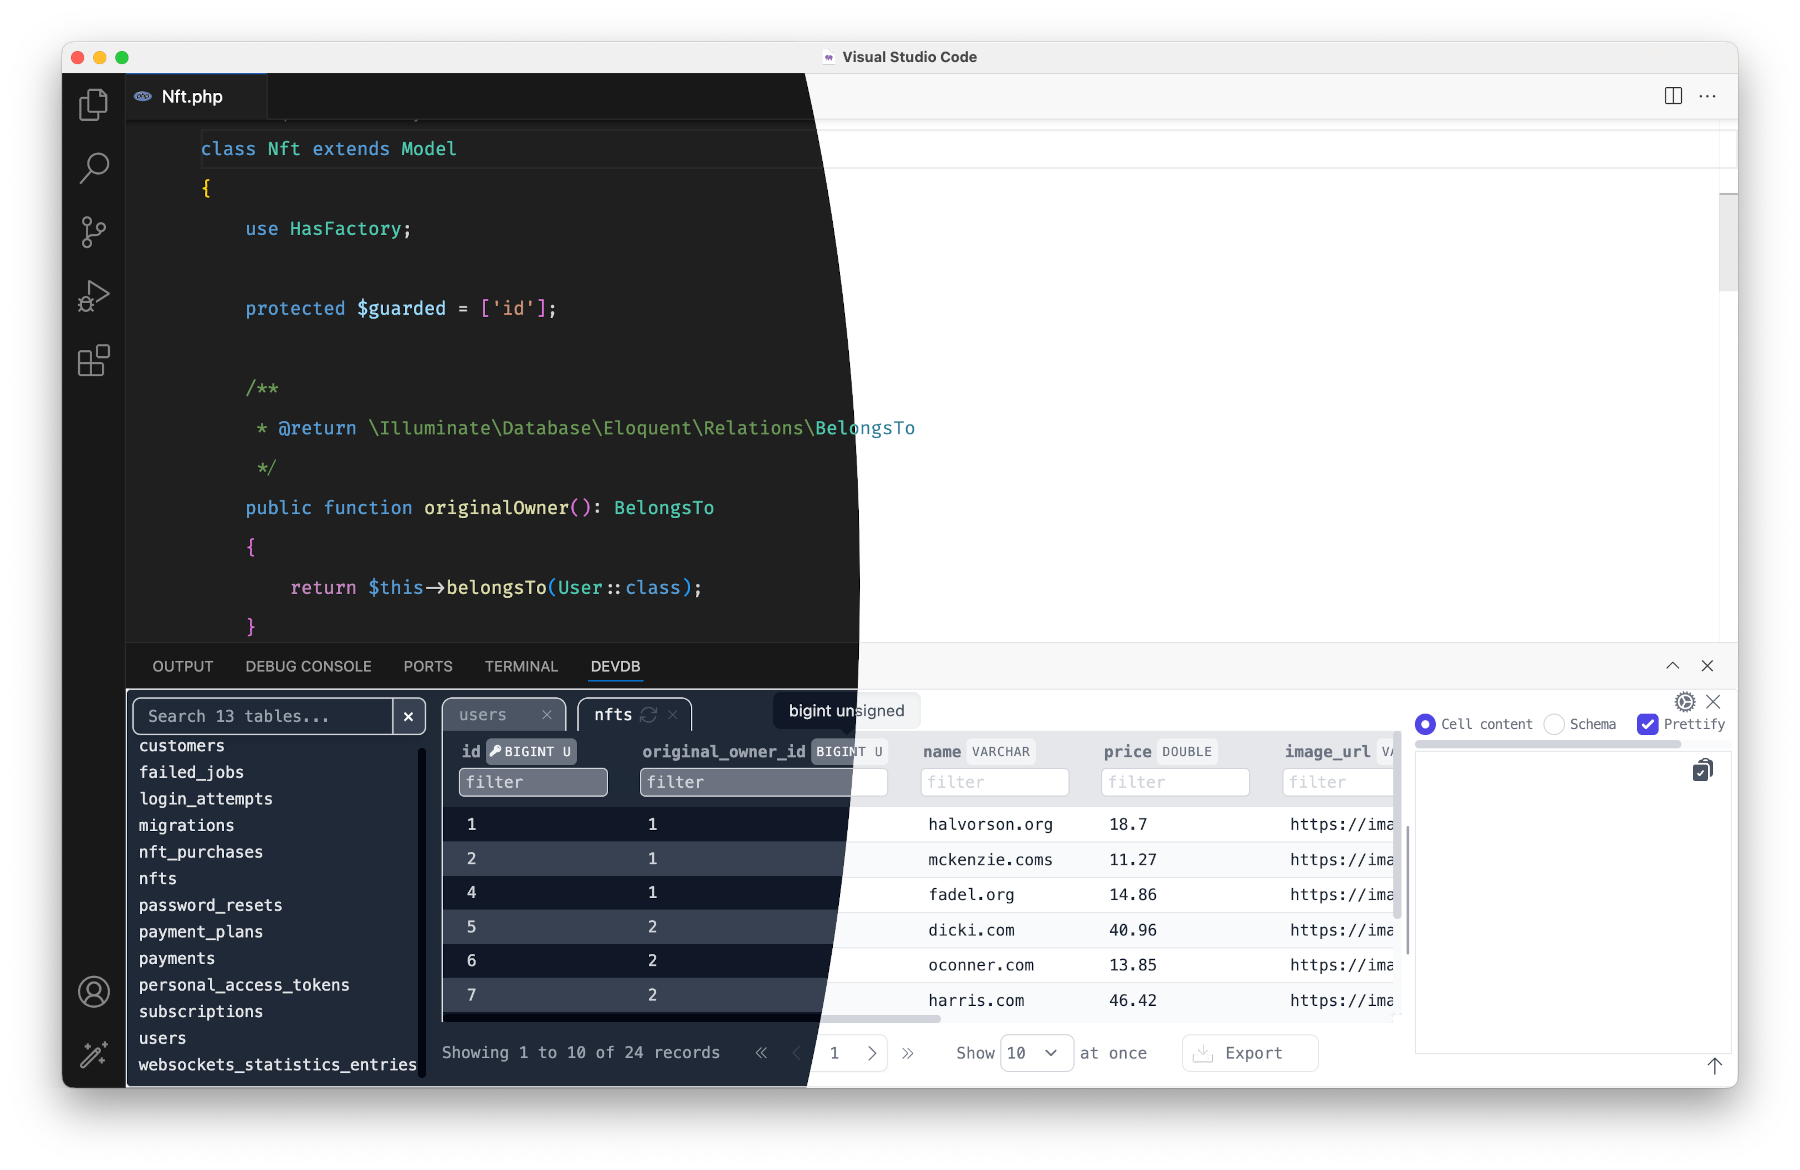 Visual Studio Code
Nft.php
class Nft extends Model
{
use HasFactory;
protected $guarded = ['id'];
/**
* @return \Illuminate\Database\Eloquent\Relations\BelongsTo
*/
public function originalOwner(): BelongsTo
{
return $this->belongsTo(User::class);
}
OUTPUT DEBUG CONSOLE PORTS TERMINAL DEVDB
Search 13 tables...
customers
failed_jobs
login_attempts
migrations
nft_purchases
nfts
password_resets
payment_plans
payments
personal_access_tokens
subscriptions
users
websockets_statistics_entries
users nfts
bigint unsigned
id BIGINT U original_owner_id BIGINT U name VARCHAR price DOUBLE image_url VA
filter filter filter filter filter
1 1 halvorson.org 18.7 https://ima
2 1 mckenzie.coms 11.27 https://ima
4 1 fadel.org 14.86 https://ima
5 2 dicki.com 40.96 https://ima
6 2 oconner.com 13.85 https://ima
7 2 harris.com 46.42 https://ima
Showing 1 to 10 of 24 records « < 1 > » Show 10 at once Export
Cell content Schema Prettify